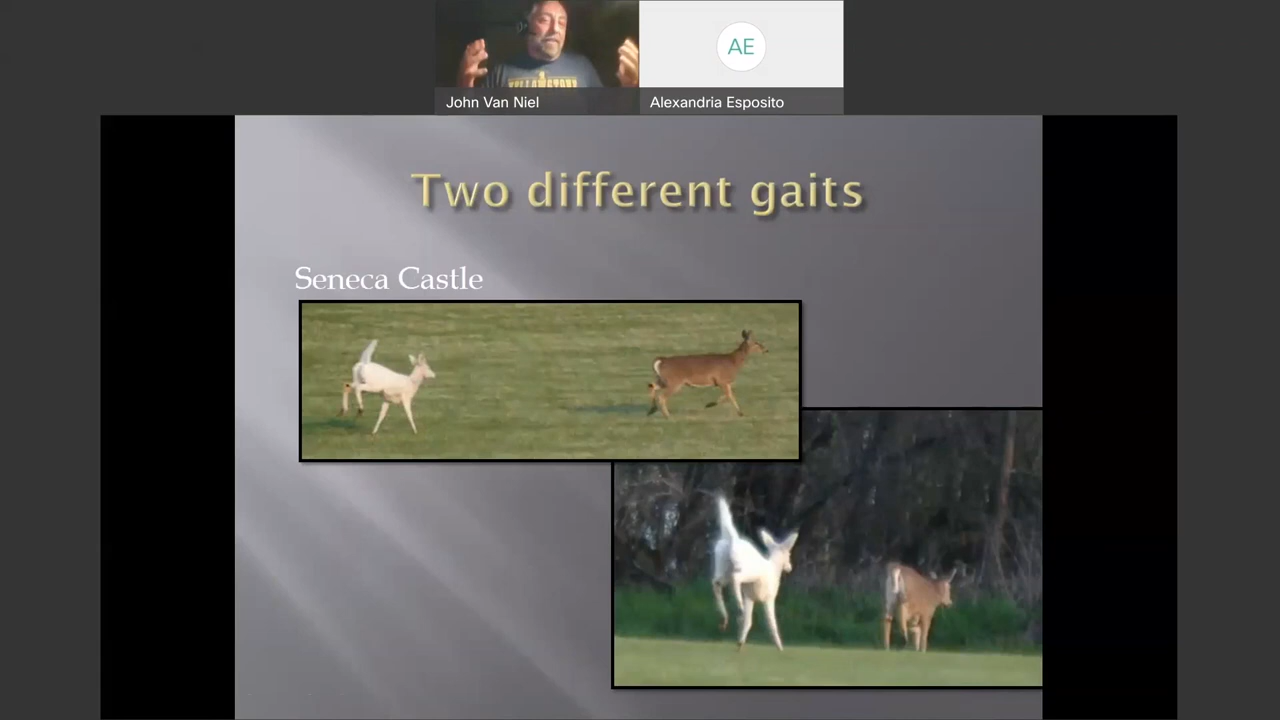 John Van Niel
AE
Alexandria Esposito
Two different gaits
Seneca Castle